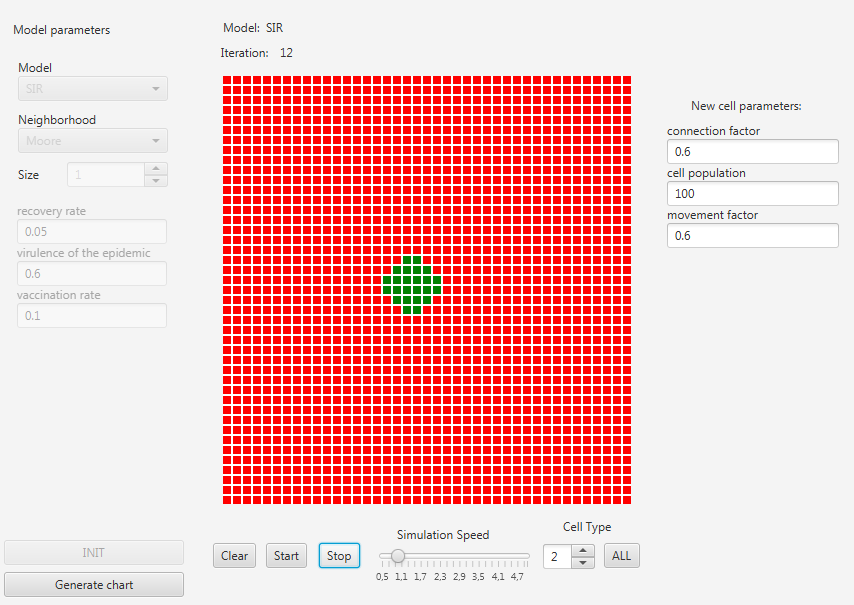 Model parameters
Model
SIR
Neighborhood
Moore
Size 1
recovery rate
0.05
virulence of the epidemic
0.6
vaccination rate
0.1
INIT
Generate chart
Model: SIR
Iteration: 12
Clear
Start
Stop
Simulation Speed
0,5 1,1 1,7 2,3 2,9 3,5 4,1 4,7
Cell Type
2
ALL
New cell parameters:
connection factor
0.6
cell population
100
movement factor
0.6